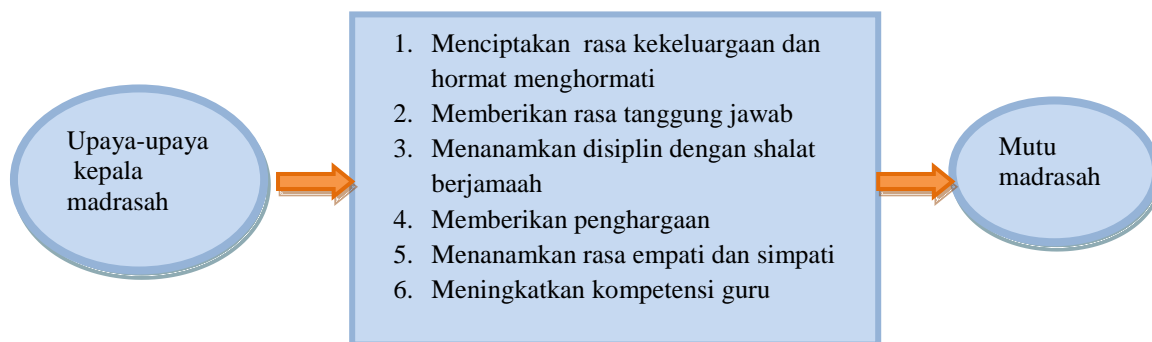 Upaya-upaya
kepala
madrasah
1. Menciptakan rasa kekeluargaan dan
hormat menghormati
2. Memberikan rasa tanggung jawab
3. Menanamkan disiplin dengan shalat
berjamaah
4. Memberikan penghargaan
5. Menanamkan rasa empati dan simpati
6. Meningkatkan kompetensi guru
Mutu
madrasah